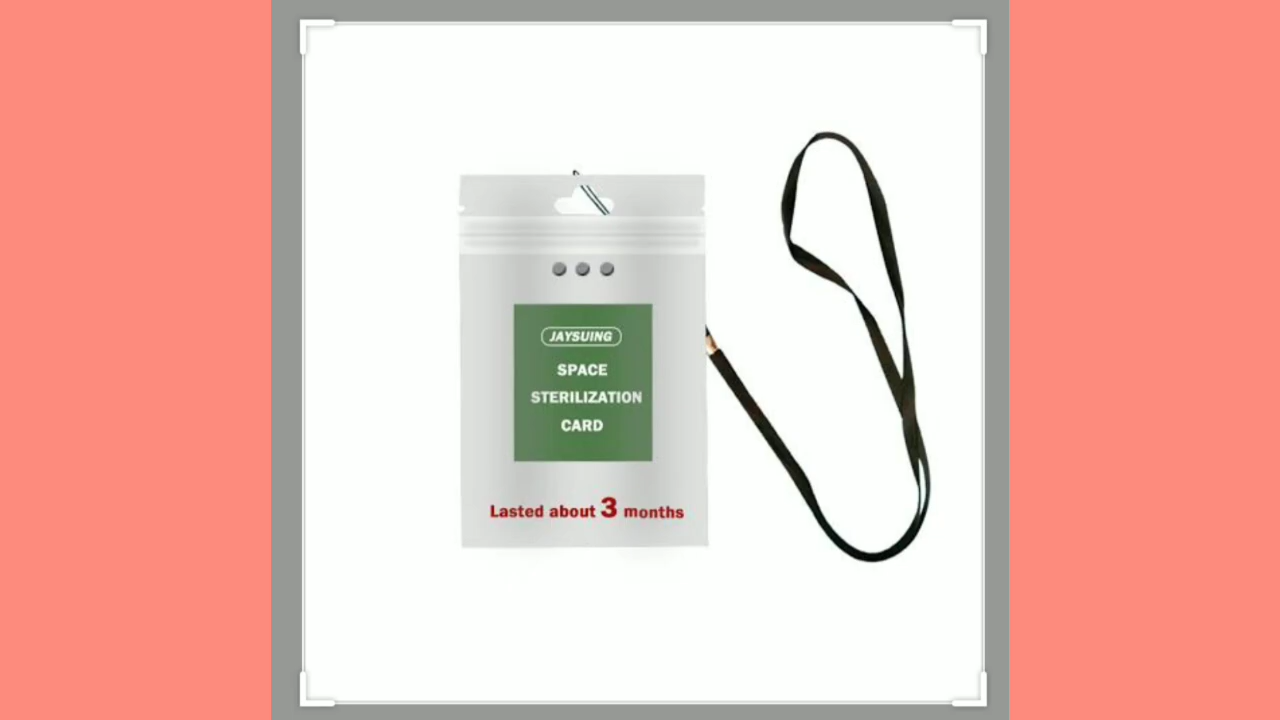 JAYSUING
SPACE
STERILIZATION
CARD
Lasted about 3 months